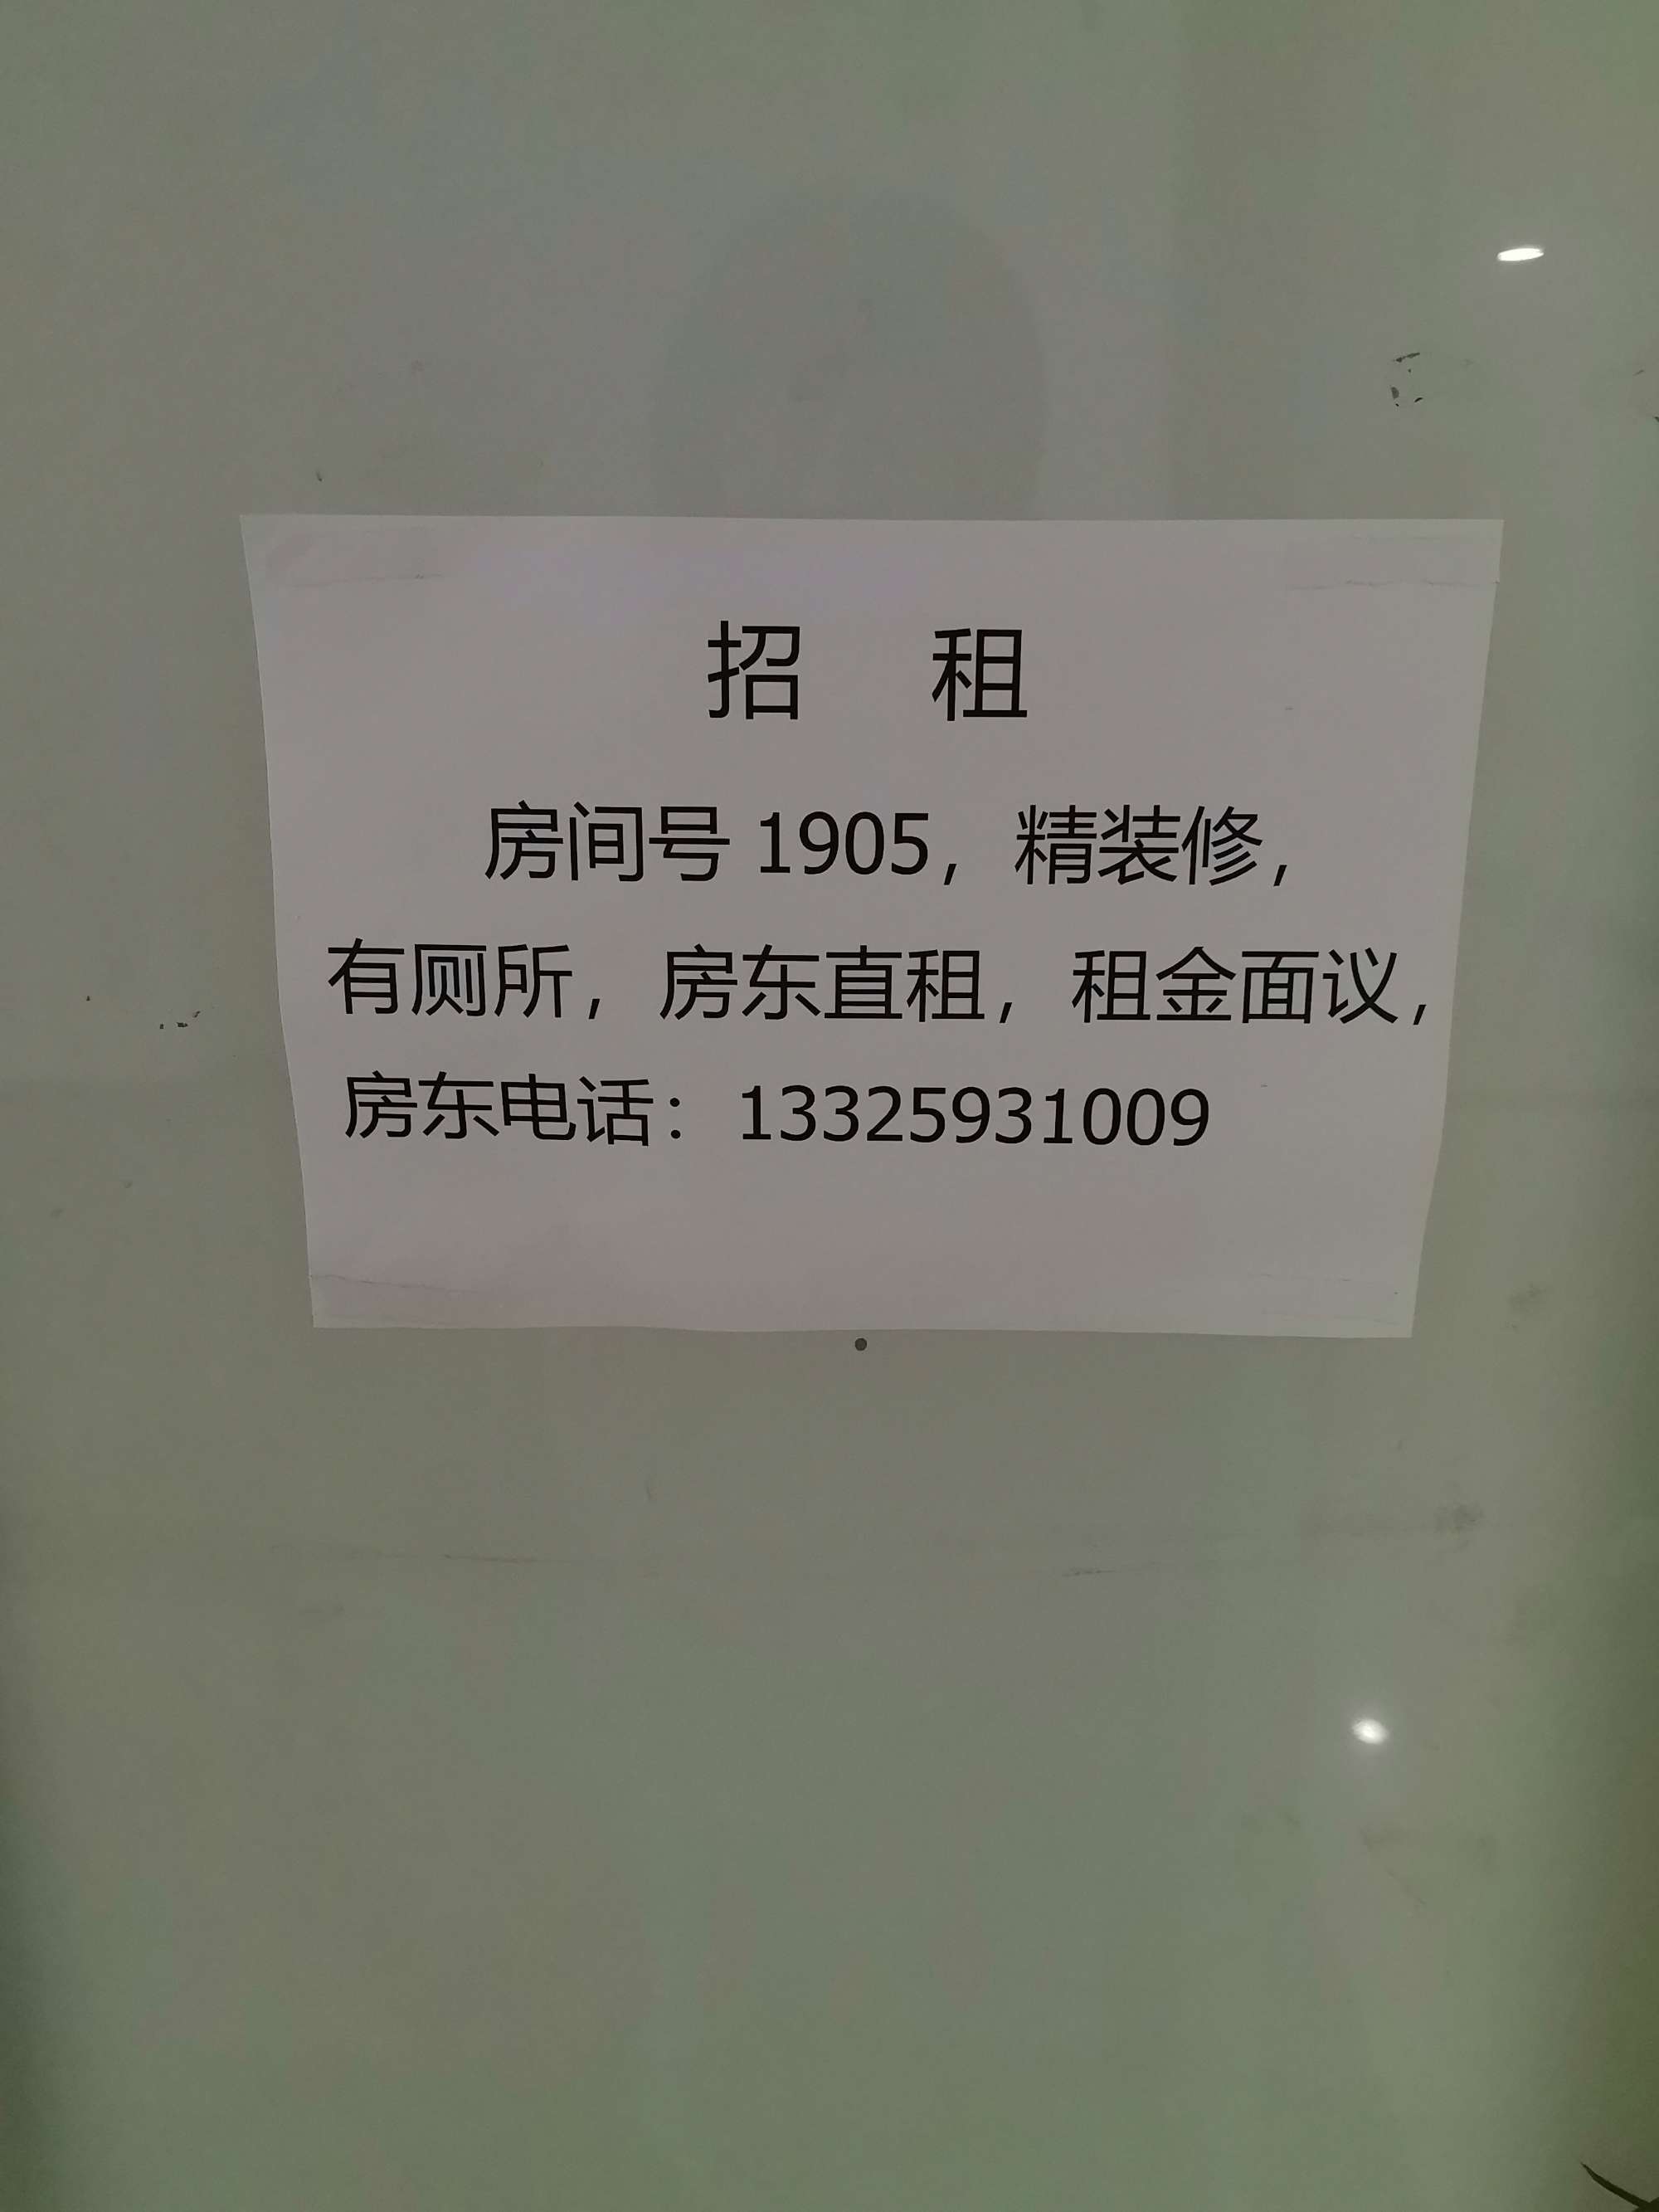 招 租
房间号 1905，精装修，
有厕所，房东直租，租金面议，
房东电话：13325931009